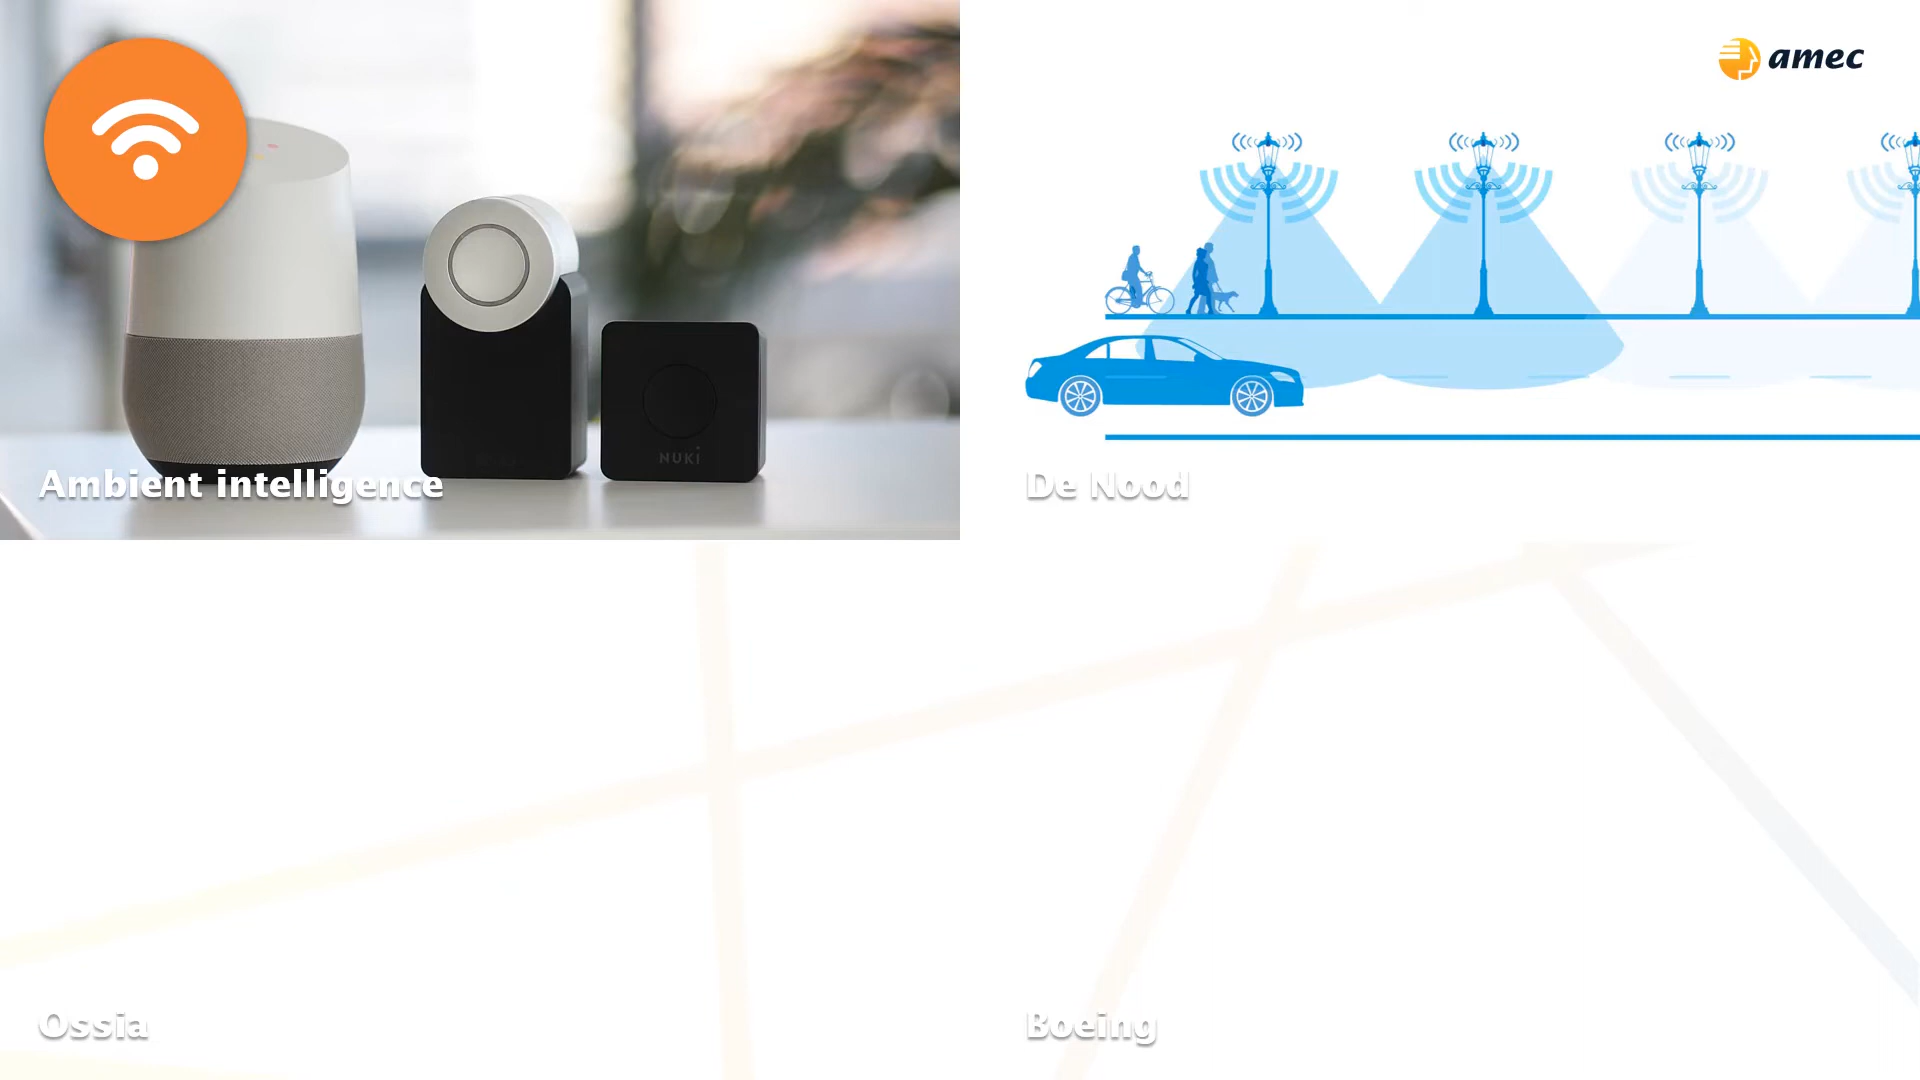 amec
NUKI
Ambient intelligence
De Nood
Ossia
Boeing